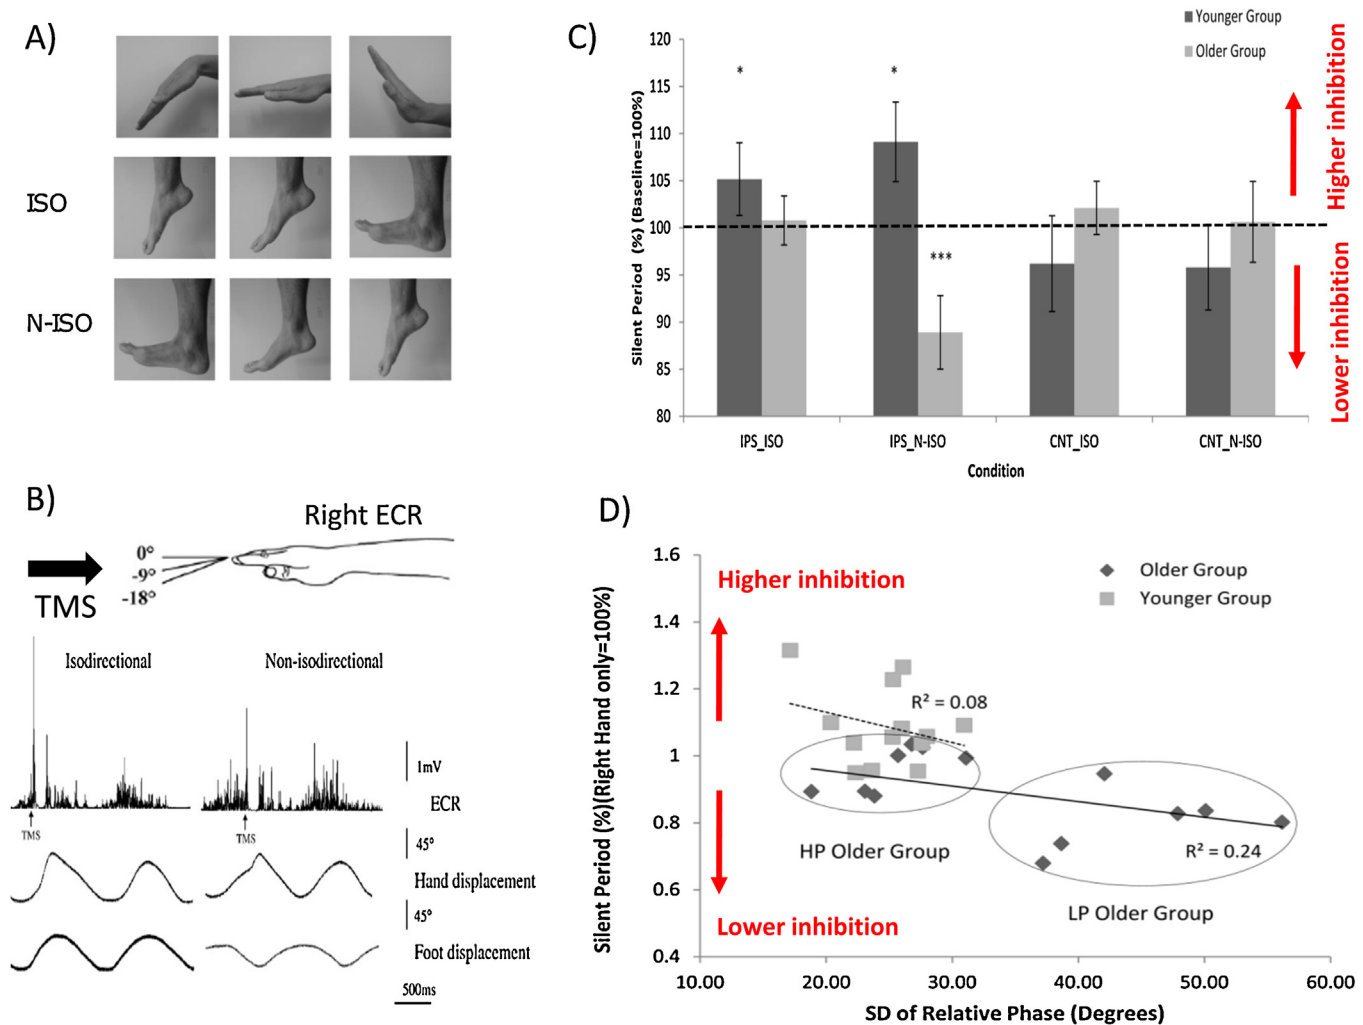 A)
ISO
N-ISO
B)
Right ECR
0°
-9°
-18°
TMS
Isodirectional
Non-isodirectional
1mV
ECR
TMS
TMS
45°
Hand displacement
45°
Foot displacement
500ms
C)
Younger Group
Older Group
Silent Period (%) (Baseline=100%)
120
115
110
105
100
95
90
85
80
*
*
***
IPS_ISO
IPS_N-ISO
CNT_ISO
CNT_N-ISO
Condition
Higher inhibition
Lower inhibition
D)
Silent Period (%)(Right Hand only=100%)
1.6
1.4
1.2
1
0.8
0.6
0.4
Higher inhibition
Older Group
Younger Group
R² = 0.08
HP Older Group
R² = 0.24
LP Older Group
Lower inhibition
10.00
20.00
30.00
40.00
50.00
60.00
SD of Relative Phase (Degrees)